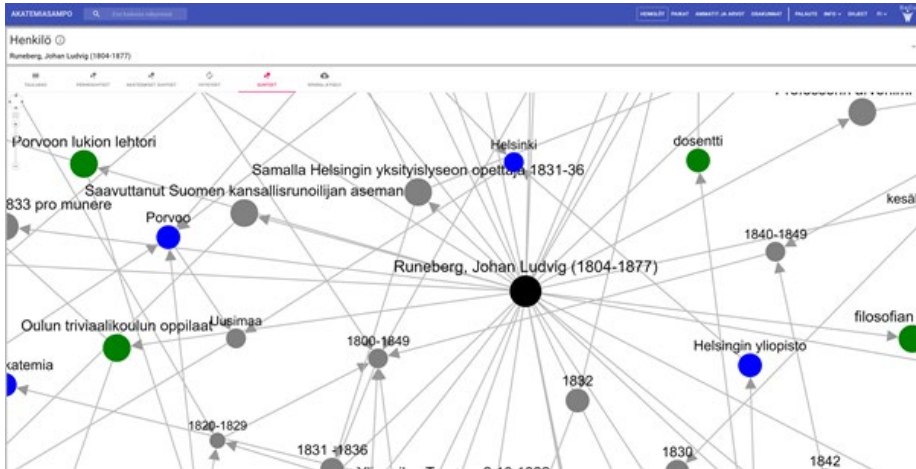 AKATEMIASAMPO
HENKILÖT PAIKAT AMMATIT JA ARVOT OSAKUNNAT PALAUTE INFO OHJEET FI
Henkilö
Runeberg, Johan Ludvig (1804-1877)
Porvoon lukion lehtori
Helsinki
dosentti
Samalla Helsingin yksityislyseon opettaja 1831-36
Saavuttanut Suomen kansallisrunoilijan aseman
833 pro munere
Porvoo
kesäl
1840-1849
Runeberg, Johan Ludvig (1804-1877)
Oulun triviaalikoulun oppilaat
Uusimaa
filosofian
1800-1849
Helsingin yliopisto
katemia
1832
1820-1829
1831 -1836
1830
1842